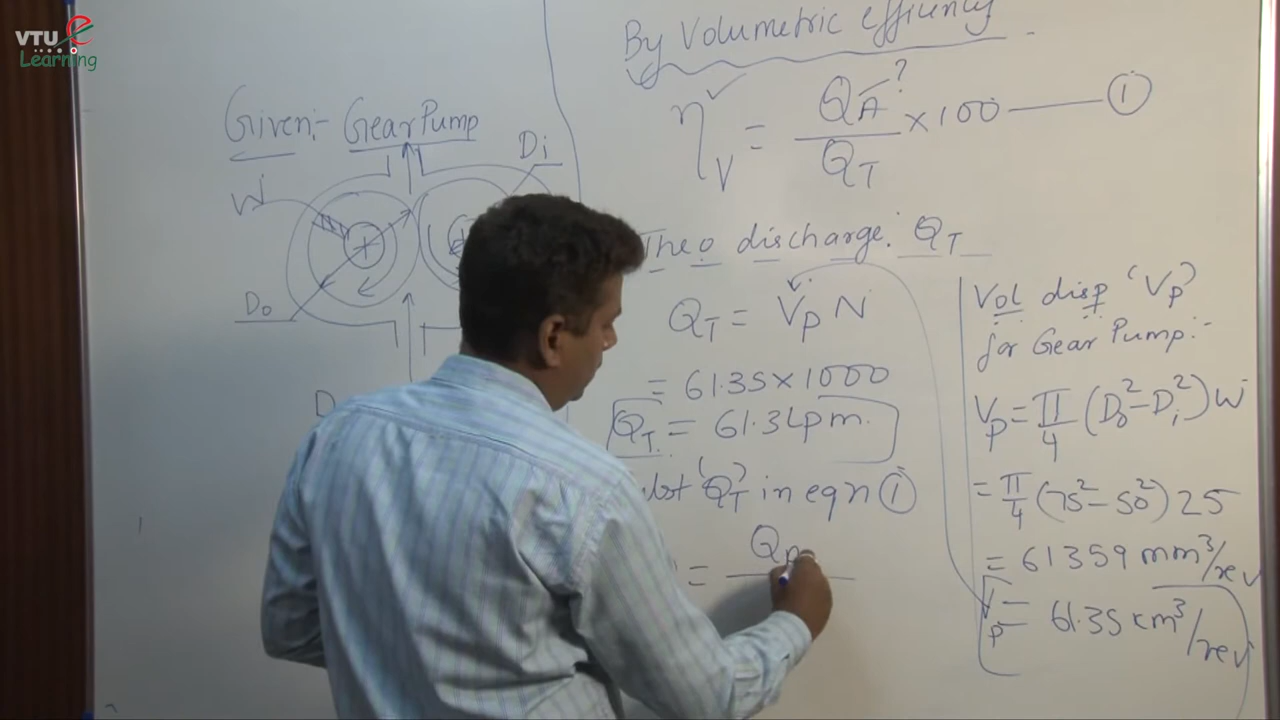 VTU e
Learning
Given:- Gear Pump
Di
W
Do
D
By Volumetric efficiency
ηV = QA? / QT × 100 — ①
Theo discharge. QT
QT = Vp N
= 61.35 × 1000
QT. = 61.3 Lpm.
'QT' in eqn ①
= Q
Vol disp 'Vp'
for Gear Pump:-
Vp = π/4 (Do² - Di²) W
= π/4 (75² - 50²) 25
= 61359 mm³/rev
Vp = 61.35 cm³/rev